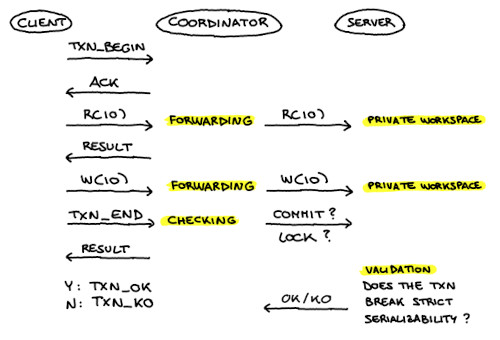 CLIENT COORDINATOR SERVER
TXN_BEGIN
ACK
R(10) FORWARDING R(10) PRIVATE WORKSPACE
RESULT
W(10) FORWARDING W(10) PRIVATE WORKSPACE
TXN_END CHECKING COMMIT?
LOCK?
RESULT
VALIDATION
Y: TXN_OK DOES THE TXN
N: TXN_KO OK/KO BREAK STRICT
SERIALIZABILITY?